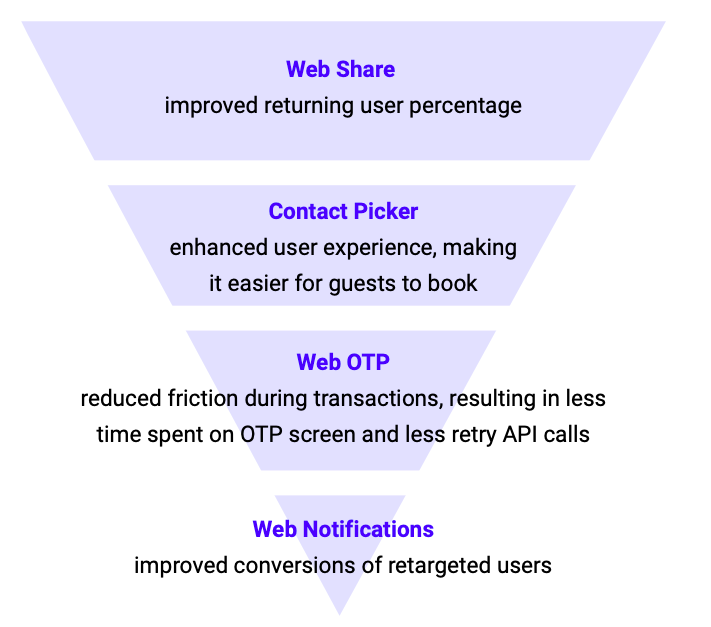 Web Share
improved returning user percentage
Contact Picker
enhanced user experience, making
it easier for guests to book
Web OTP
reduced friction during transactions, resulting in less
time spent on OTP screen and less retry API calls
Web Notifications
improved conversions of retargeted users